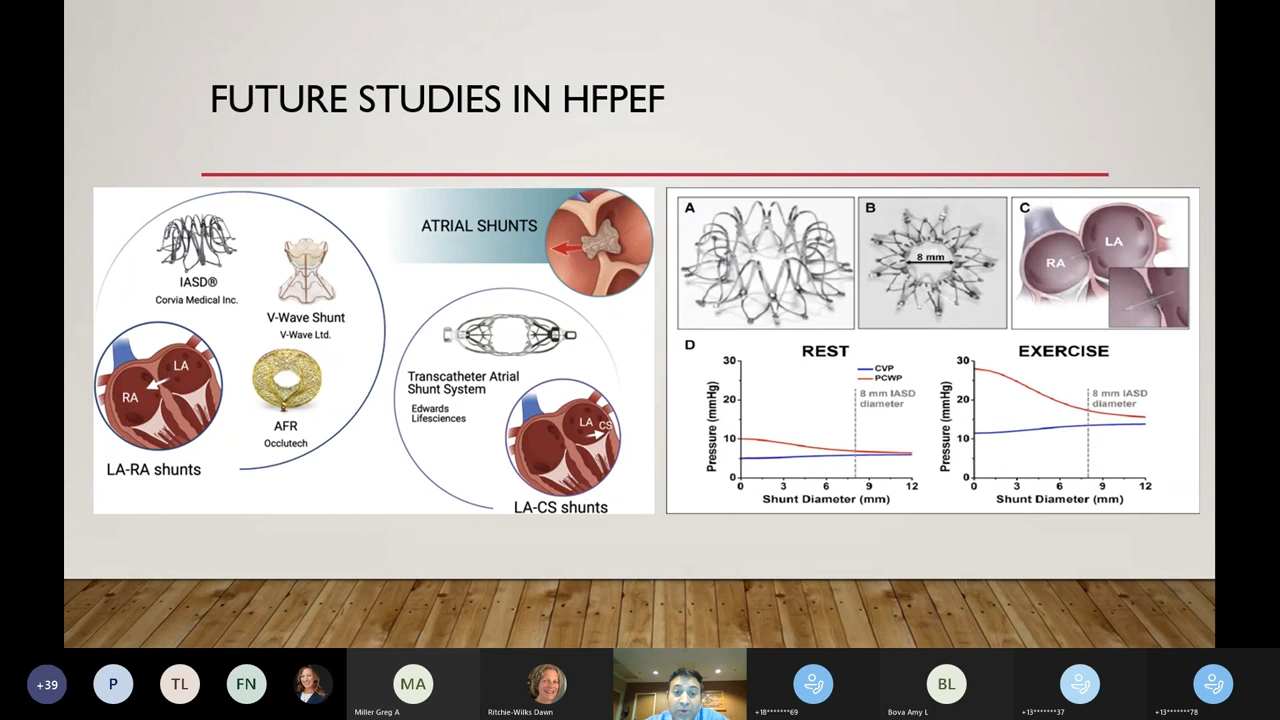 FUTURE STUDIES IN HFPEF
IASD®
Corvia Medical Inc.
V-Wave Shunt
V-Wave Ltd.
LA
RA
AFR
Occlutech
LA-RA shunts
ATRIAL SHUNTS
Transcatheter Atrial
Shunt System
Edwards
Lifesciences
LA
CS
LA-CS shunts
A
B
8 mm
C
RA
LA
D
REST
Pressure (mmHg)
30
20
10
0
CVP
PCWP
8 mm IASD
diameter
0 3 6 9 12
Shunt Diameter (mm)
EXERCISE
Pressure (mmHg)
30
20
10
0
8 mm IASD
diameter
0 3 6 9 12
Shunt Diameter (mm)
+39
P
TL
FN
MA
Miller Greg A
Ritchie-Wilks Dawn
+18*******69
BL
Bova Amy L
+13*******37
+13*******78